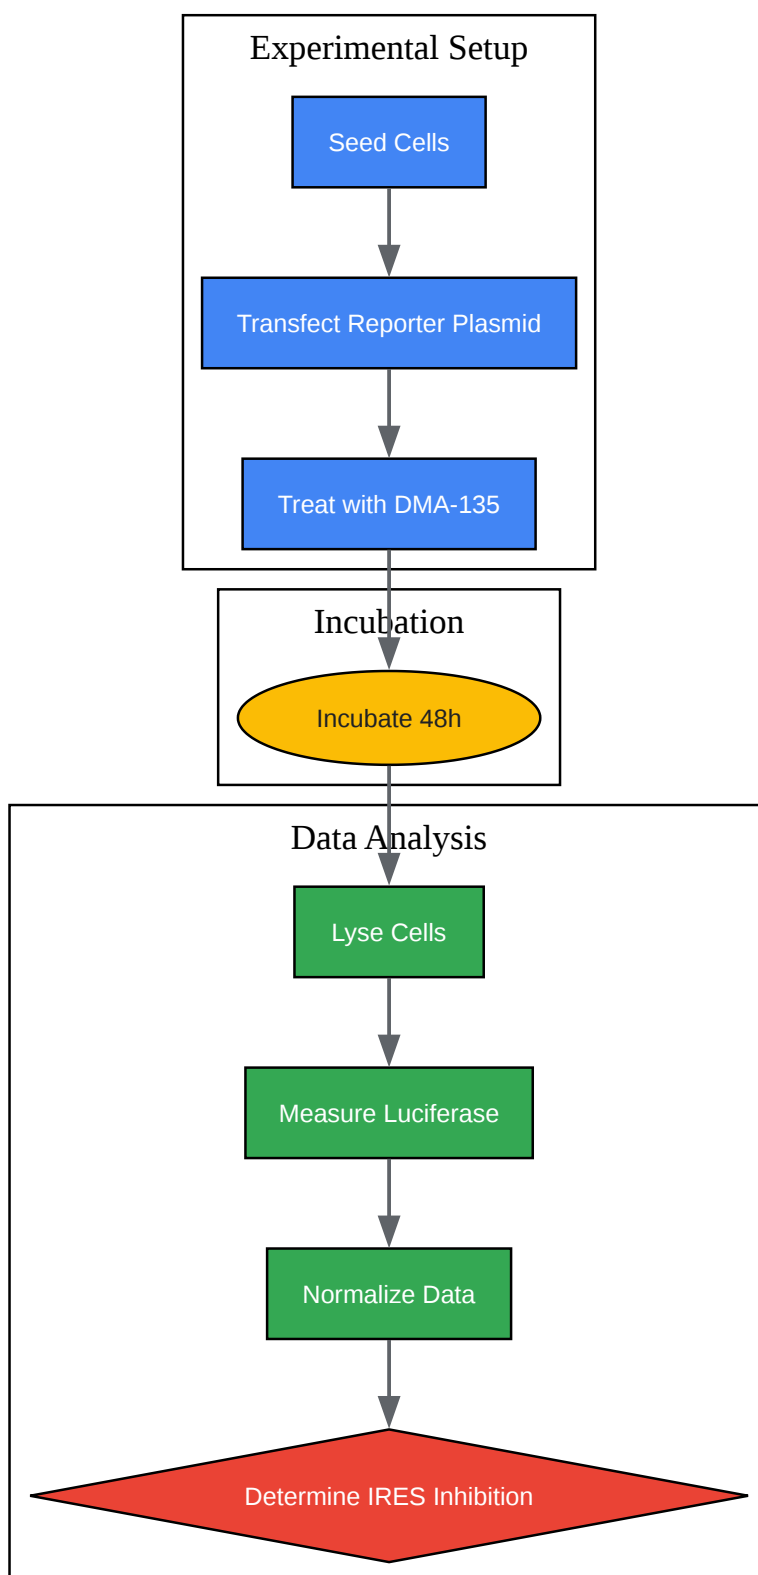 Experimental Setup
Seed Cells
Transfect Reporter Plasmid
Treat with DMA-135
Incubation
Incubate 48h
Data Analysis
Lyse Cells
Measure Luciferase
Normalize Data
Determine IRES Inhibition